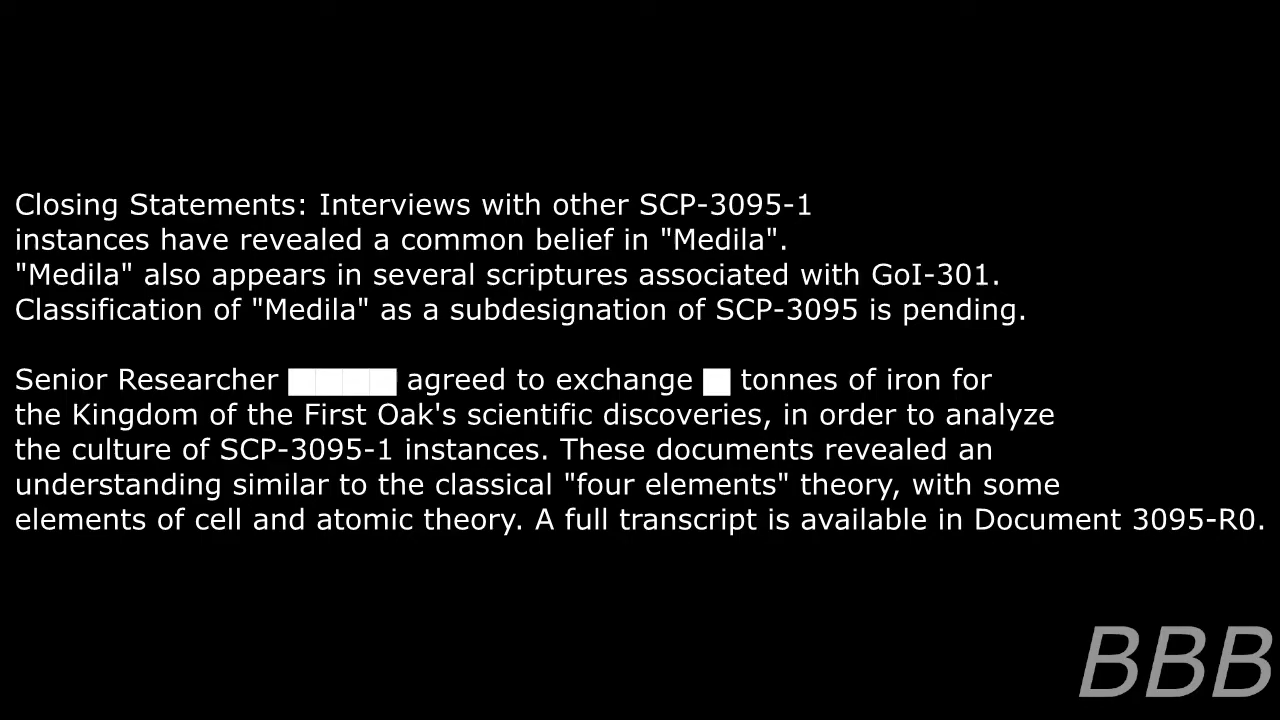 Closing Statements: Interviews with other SCP-3095-1
instances have revealed a common belief in "Medila".
"Medila" also appears in several scriptures associated with GoI-301.
Classification of "Medila" as a subdesignation of SCP-3095 is pending.
Senior Researcher █████ agreed to exchange █ tonnes of iron for
the Kingdom of the First Oak's scientific discoveries, in order to analyze
the culture of SCP-3095-1 instances. These documents revealed an
understanding similar to the classical "four elements" theory, with some
elements of cell and atomic theory. A full transcript is available in Document 3095-R0.
BBB